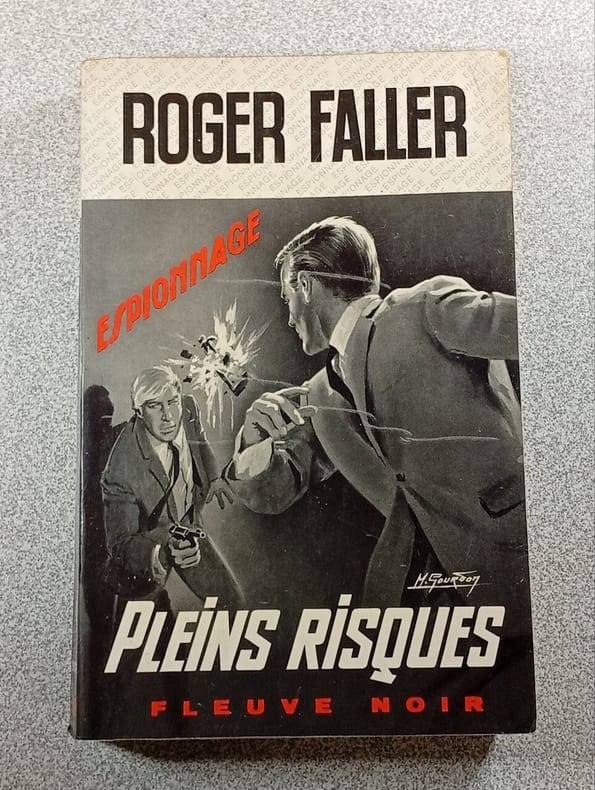 ROGER FALLER
ESPIONNAGE
M. Gourdon
PLEINS RISQUES
FLEUVE NOIR